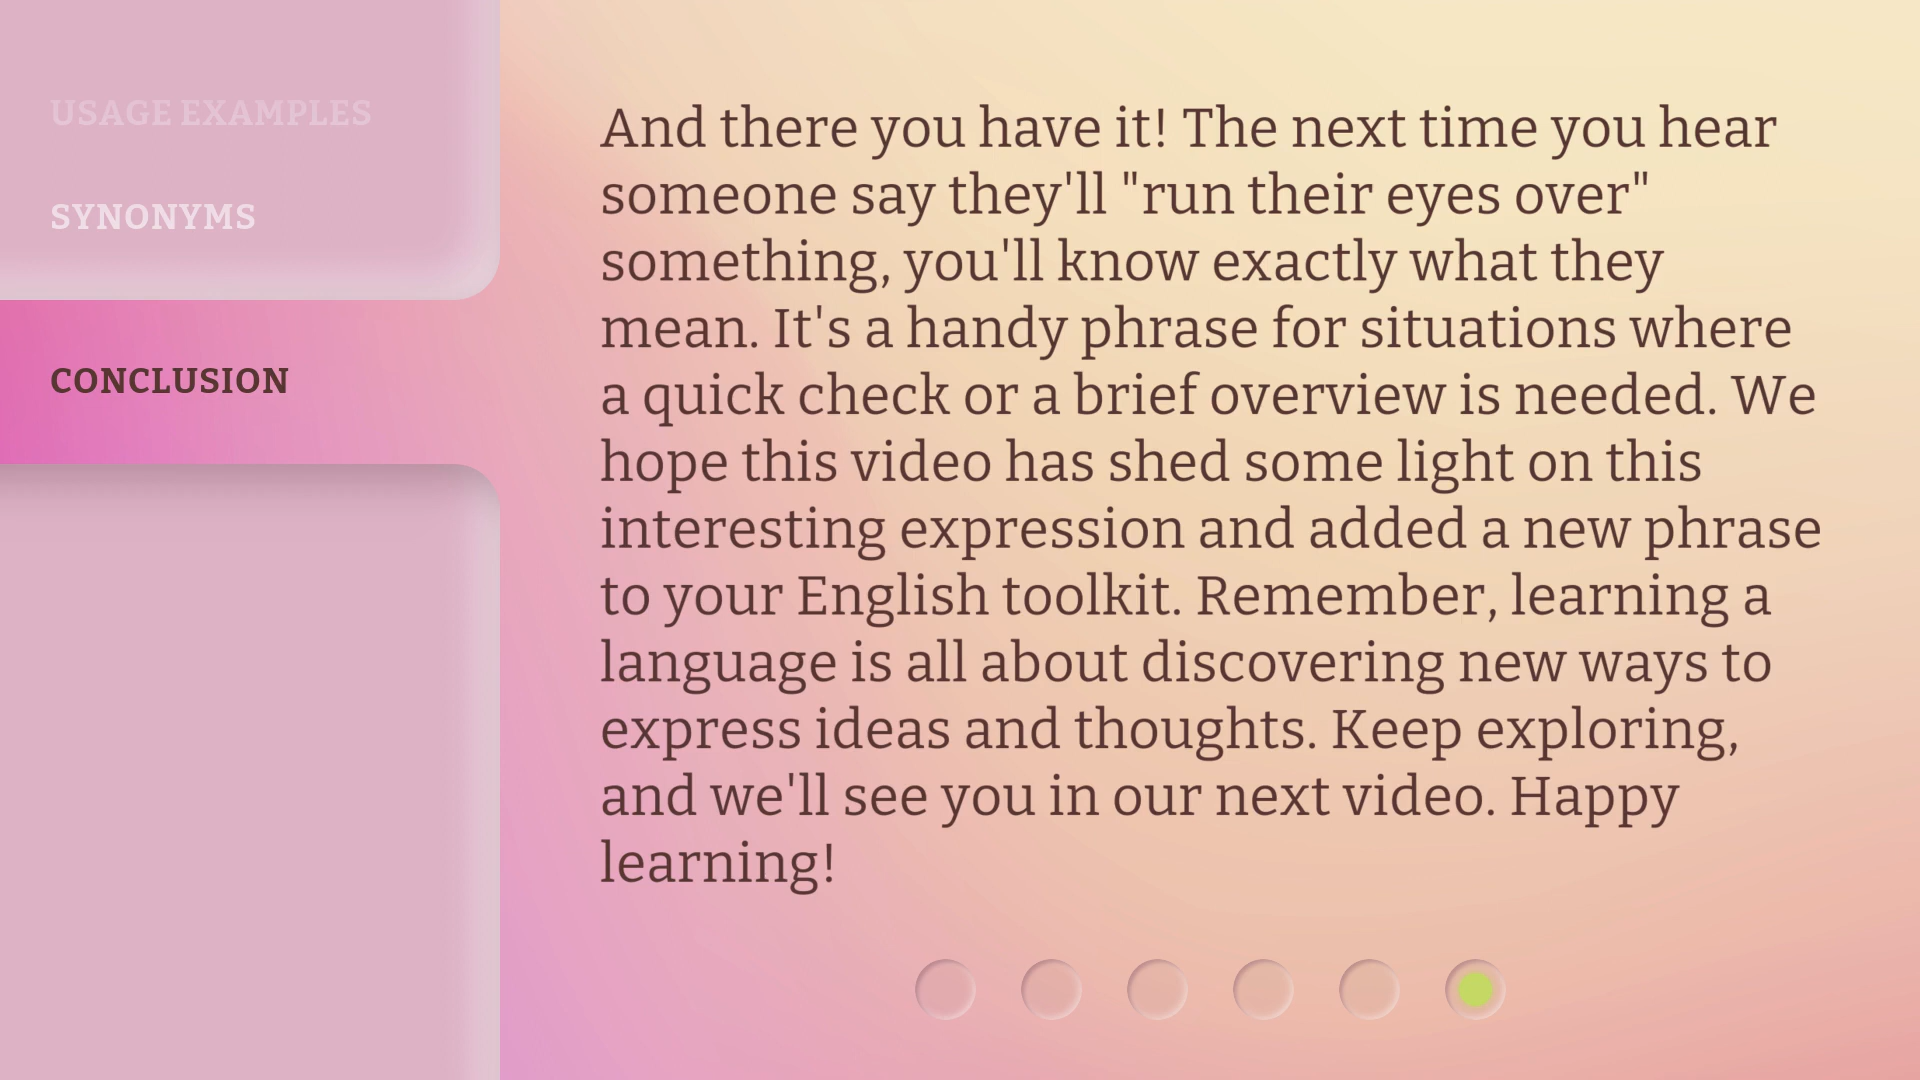 USAGE EXAMPLES
SYNONYMS
CONCLUSION
And there you have it! The next time you hear
someone say they'll "run their eyes over"
something, you'll know exactly what they
mean. It's a handy phrase for situations where
a quick check or a brief overview is needed. We
hope this video has shed some light on this
interesting expression and added a new phrase
to your English toolkit. Remember, learning a
language is all about discovering new ways to
express ideas and thoughts. Keep exploring,
and we'll see you in our next video. Happy
learning!